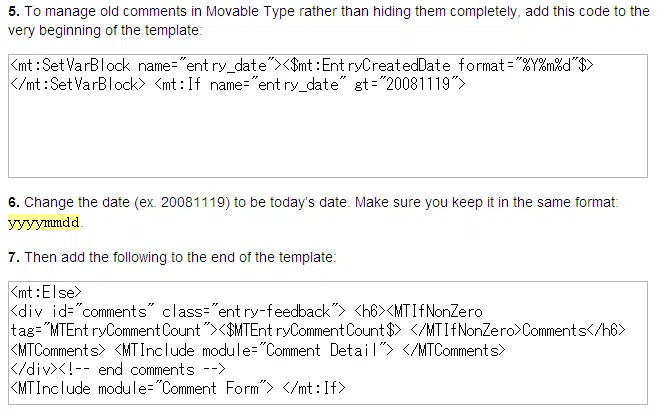 5. To manage old comments in Movable Type rather than hiding them completely, add this code to the
very beginning of the template:
<mt:SetVarBlock name="entry_date"><$mt:EntryCreatedDate format="%Y%m%d"$>
</mt:SetVarBlock> <mt:If name="entry_date" gt="20081119">
6. Change the date (ex. 20081119) to be today's date. Make sure you keep it in the same format:
yyyymmdd.
7. Then add the following to the end of the template:
<mt:Else>
<div id="comments" class="entry-feedback"> <h6><MTIfNonZero
tag="MTEntryCommentCount"><$MTEntryCommentCount$> </MTIfNonZero>Comments</h6>
<MTComments> <MTInclude module="Comment Detail"> </MTComments>
</div><!-- end comments -->
<MTInclude module="Comment Form"> </mt:If>